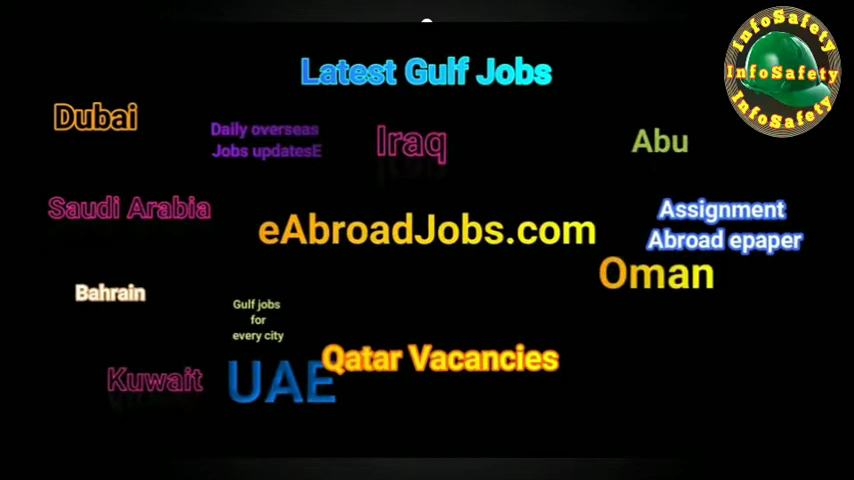 InfoSafety
InfoSafety
InfoSafety
Latest Gulf Jobs
Dubai
Daily overseas
Jobs updatesE
Iraq
Abu
Saudi Arabia
eAbroadJobs.com
Assignment
Abroad epaper
Oman
Bahrain
Gulf jobs
for
every city
Qatar Vacancies
Kuwait
UAE